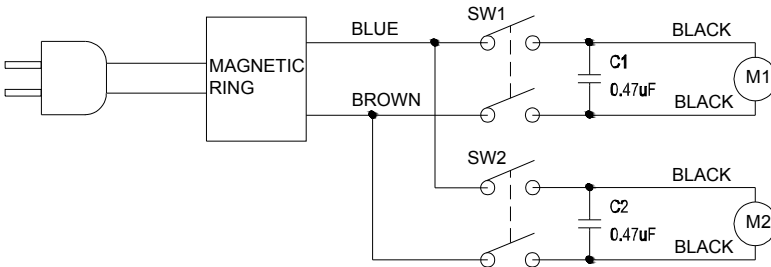 SW1
BLUE
BLACK
MAGNETIC
RING
C1
0.47uF
M1
BROWN
BLACK
SW2
BLACK
C2
0.47uF
M2
BLACK